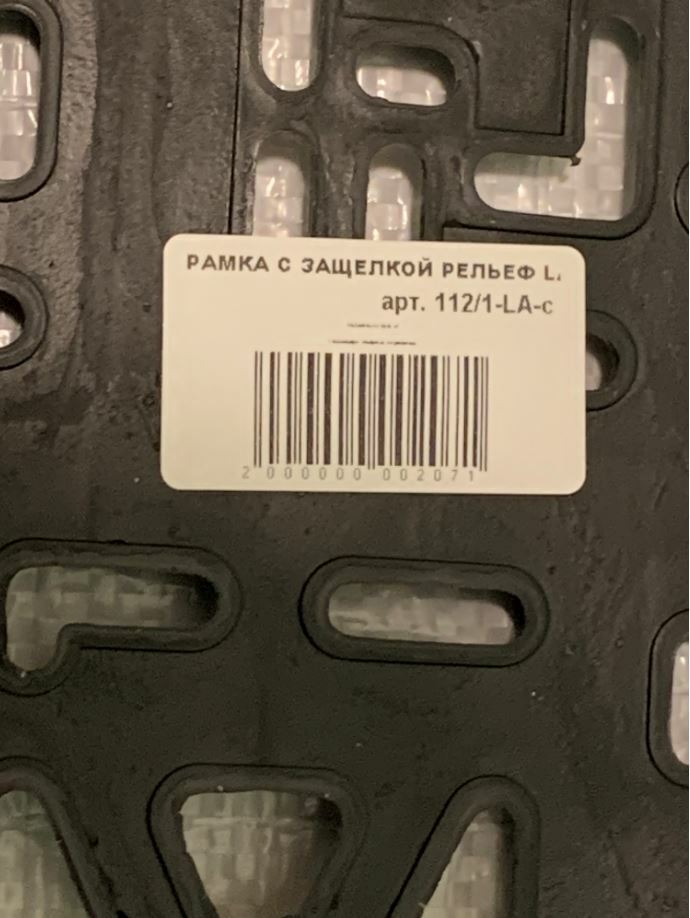 РАМКА С ЗАЩЕЛКОЙ РЕЛЬЕФ L
арт. 112/1-LA-c
2 000000 002071